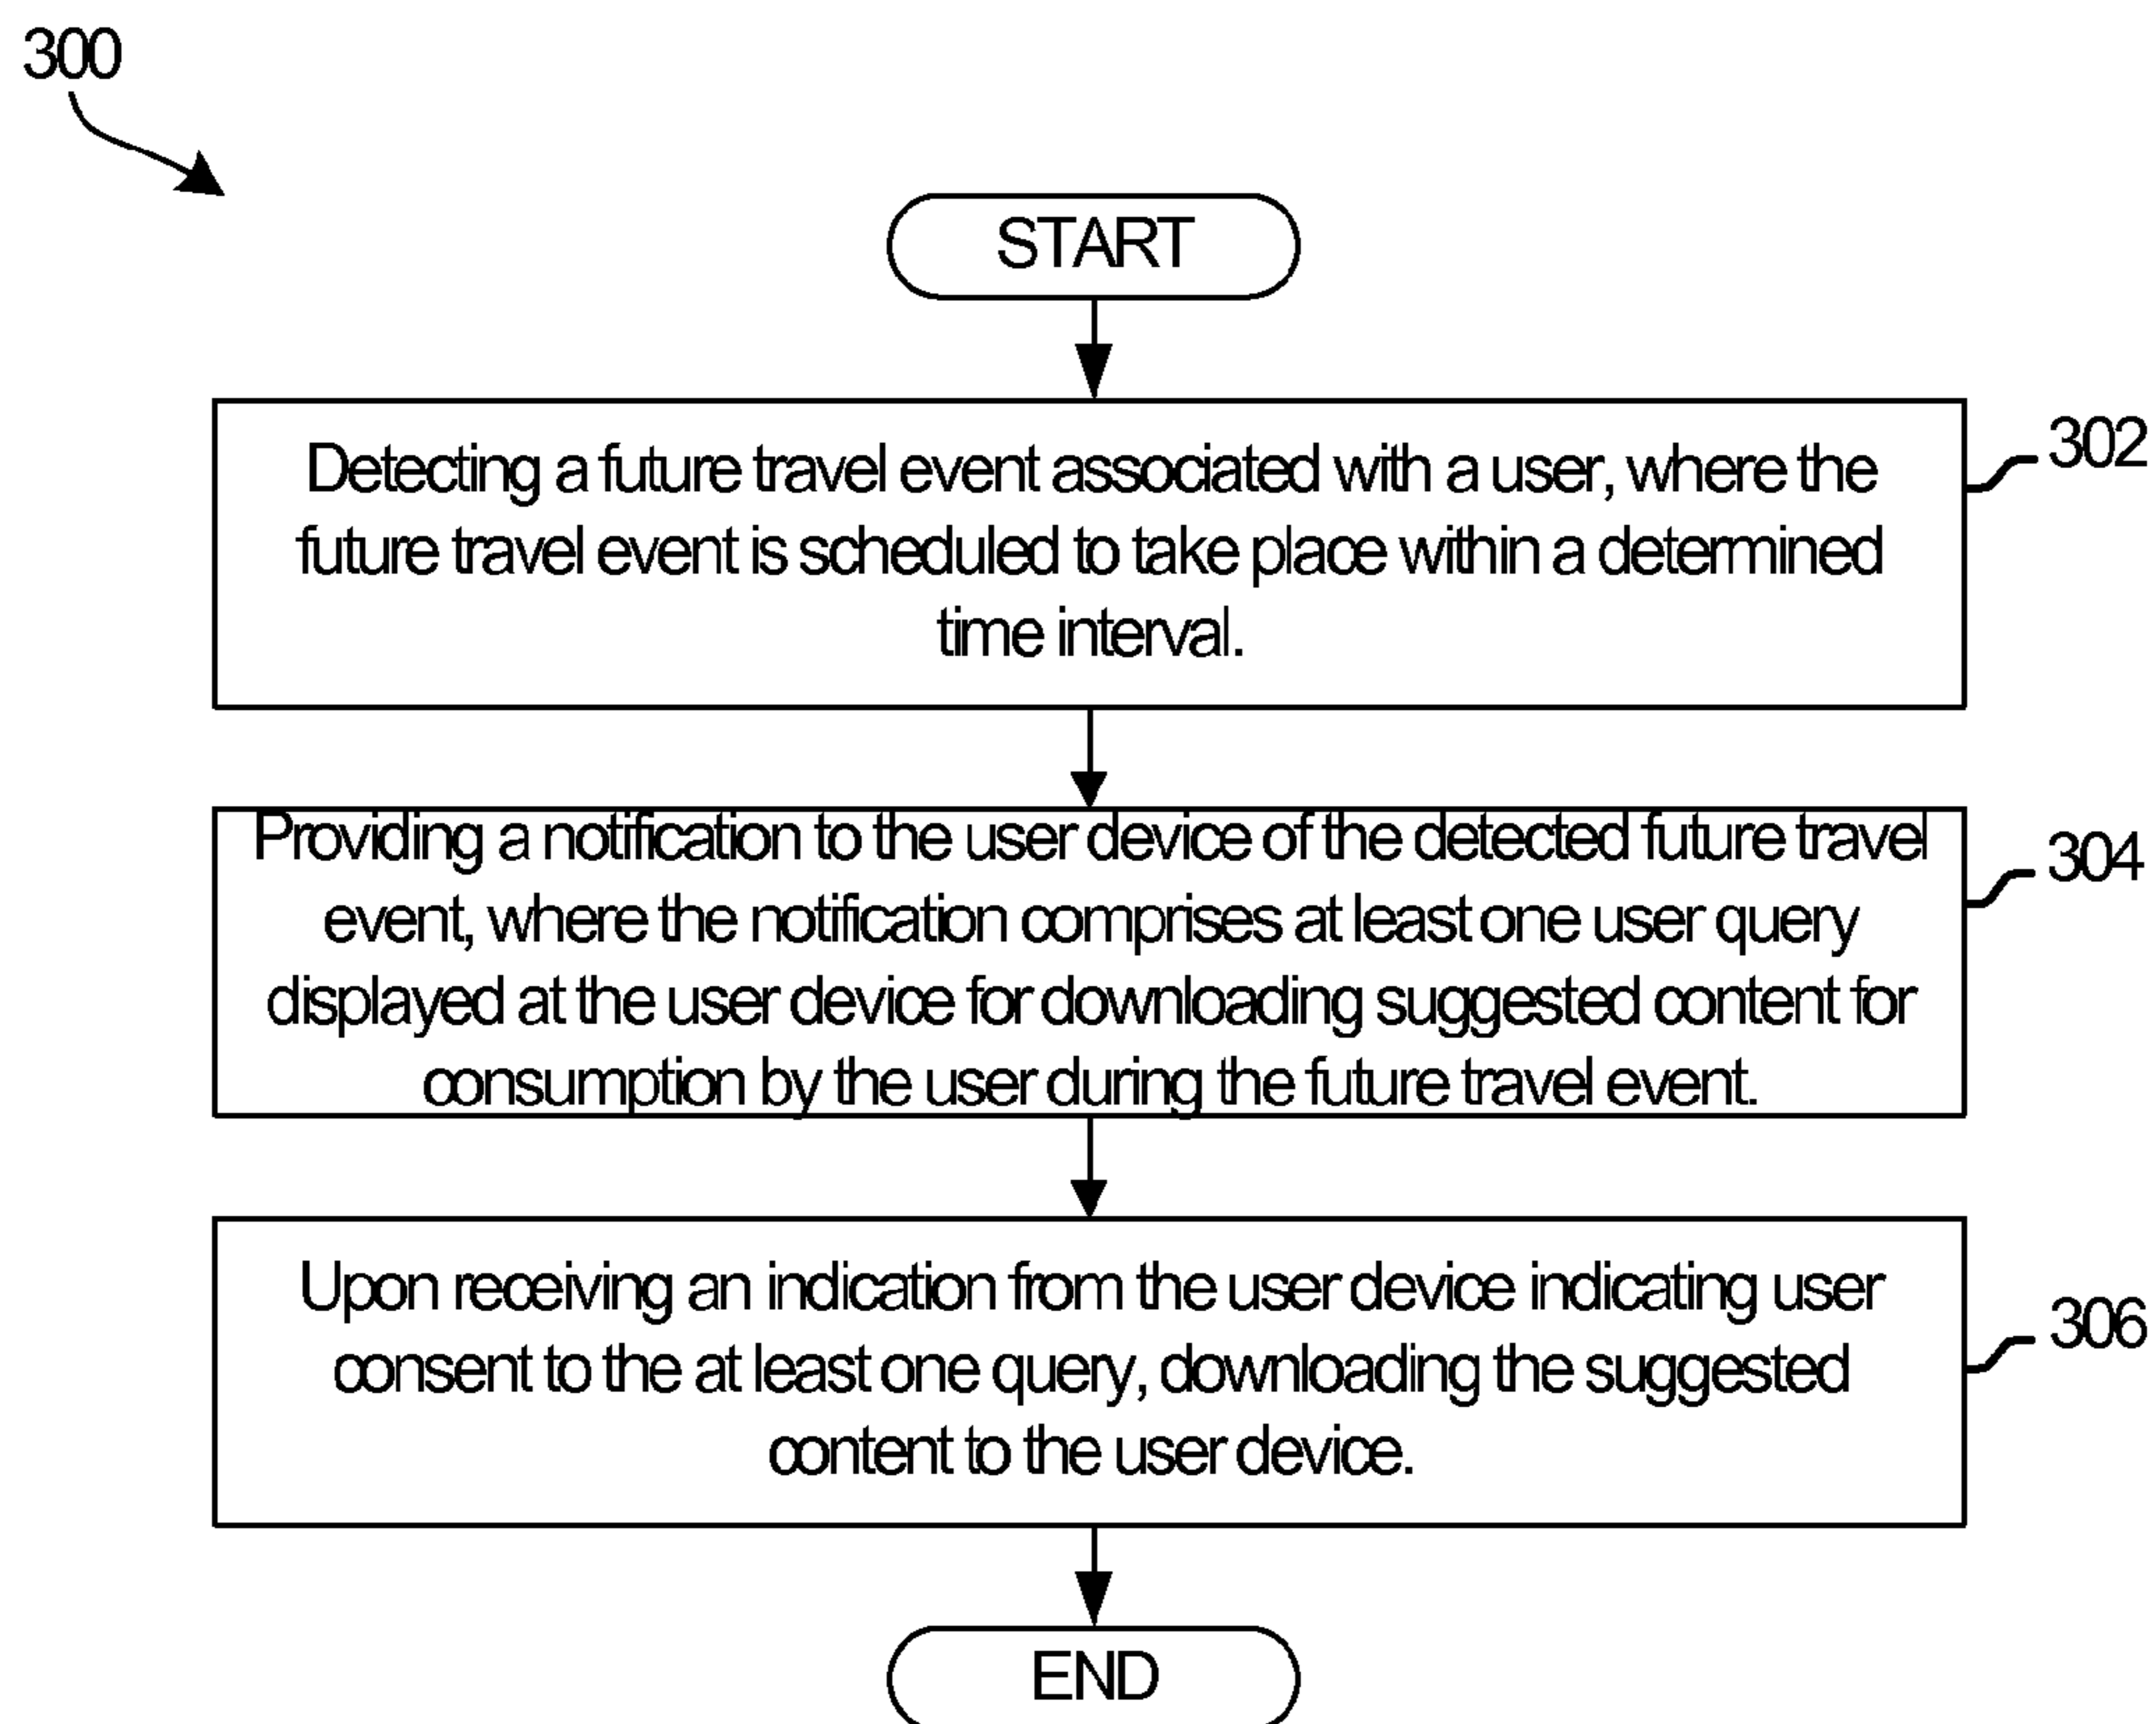 300
START
Detecting a future travel event associated with a user, where the
future travel event is scheduled to take place within a determined
time interval.
302
Providing a notification to the user device of the detected future travel
event, where the notification comprises at least one user query
displayed at the user device for downloading suggested content for
consumption by the user during the future travel event.
304
Upon receiving an indication from the user device indicating user
consent to the at least one query, downloading the suggested
content to the user device.
306
END